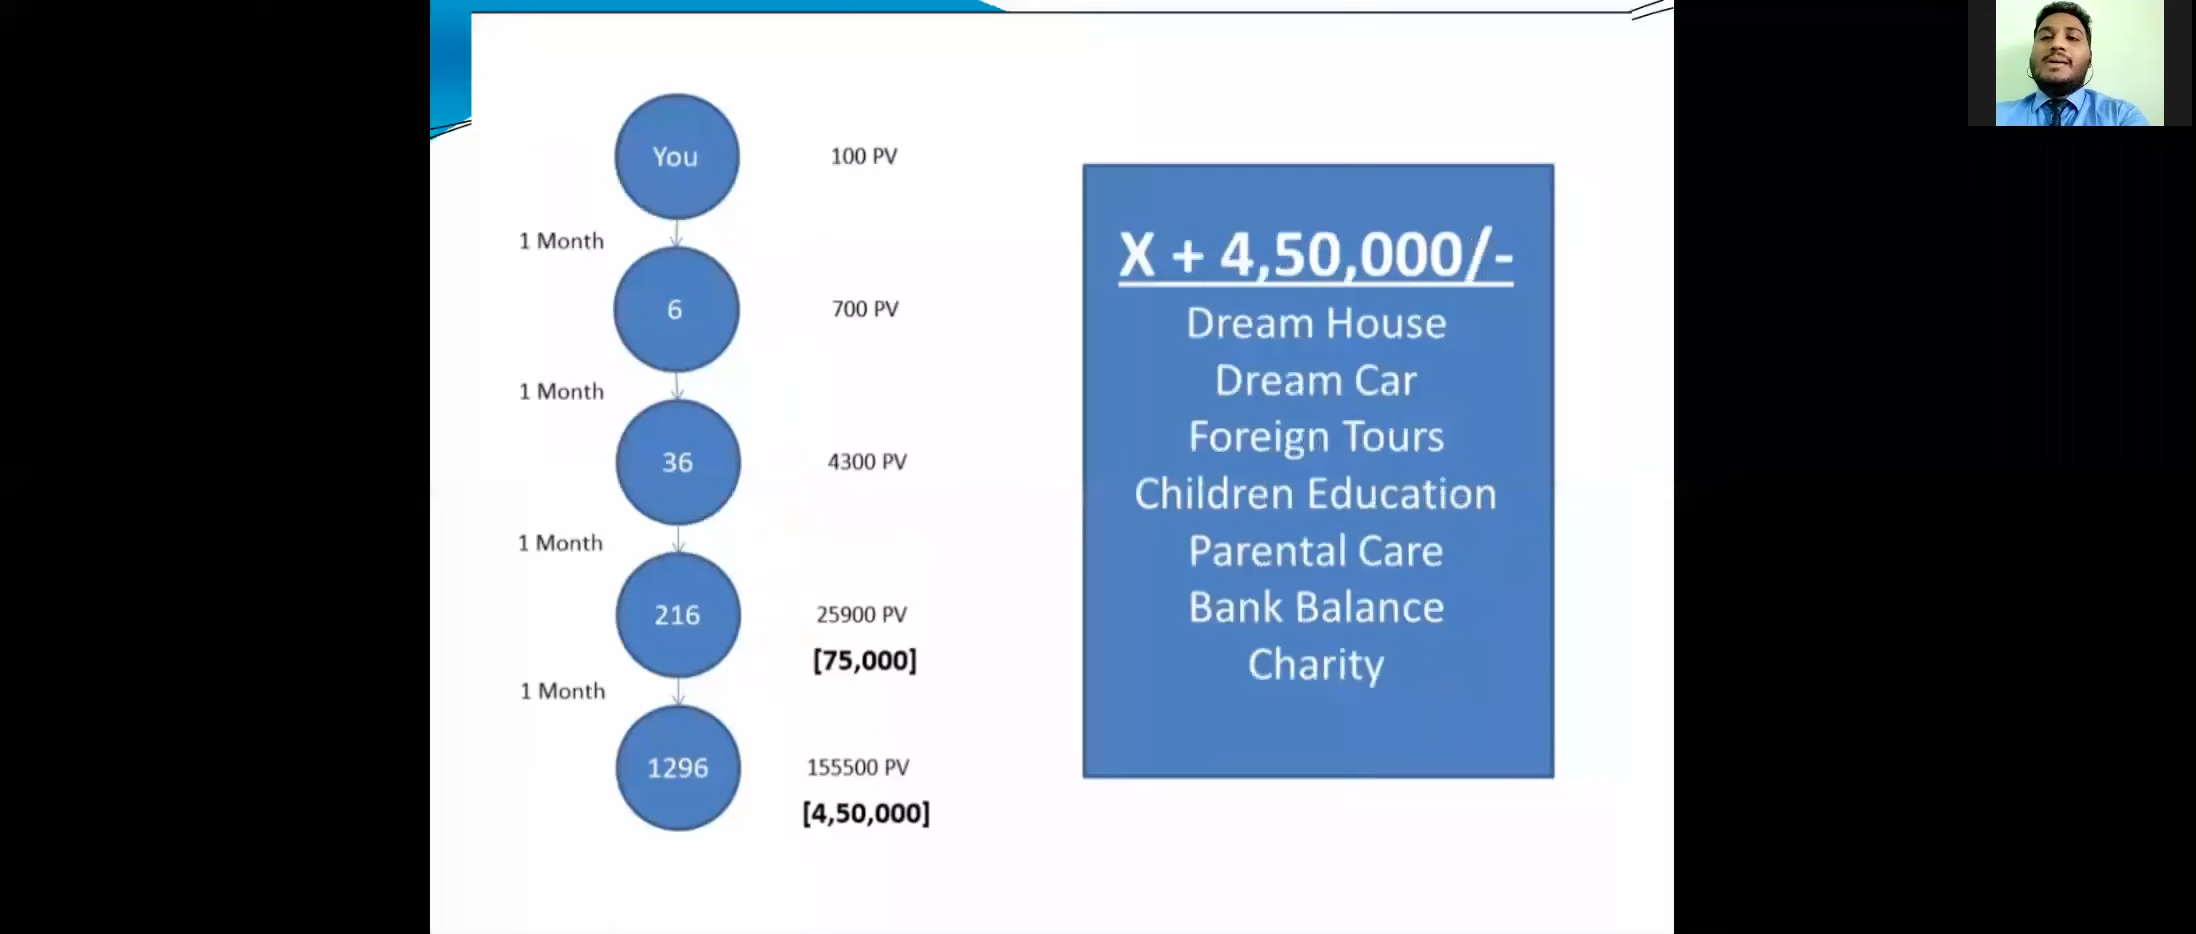 You
100 PV
1 Month
6
700 PV
1 Month
36
4300 PV
1 Month
216
25900 PV
[75,000]
1 Month
1296
155500 PV
[4,50,000]
X + 4,50,000/-
Dream House
Dream Car
Foreign Tours
Children Education
Parental Care
Bank Balance
Charity